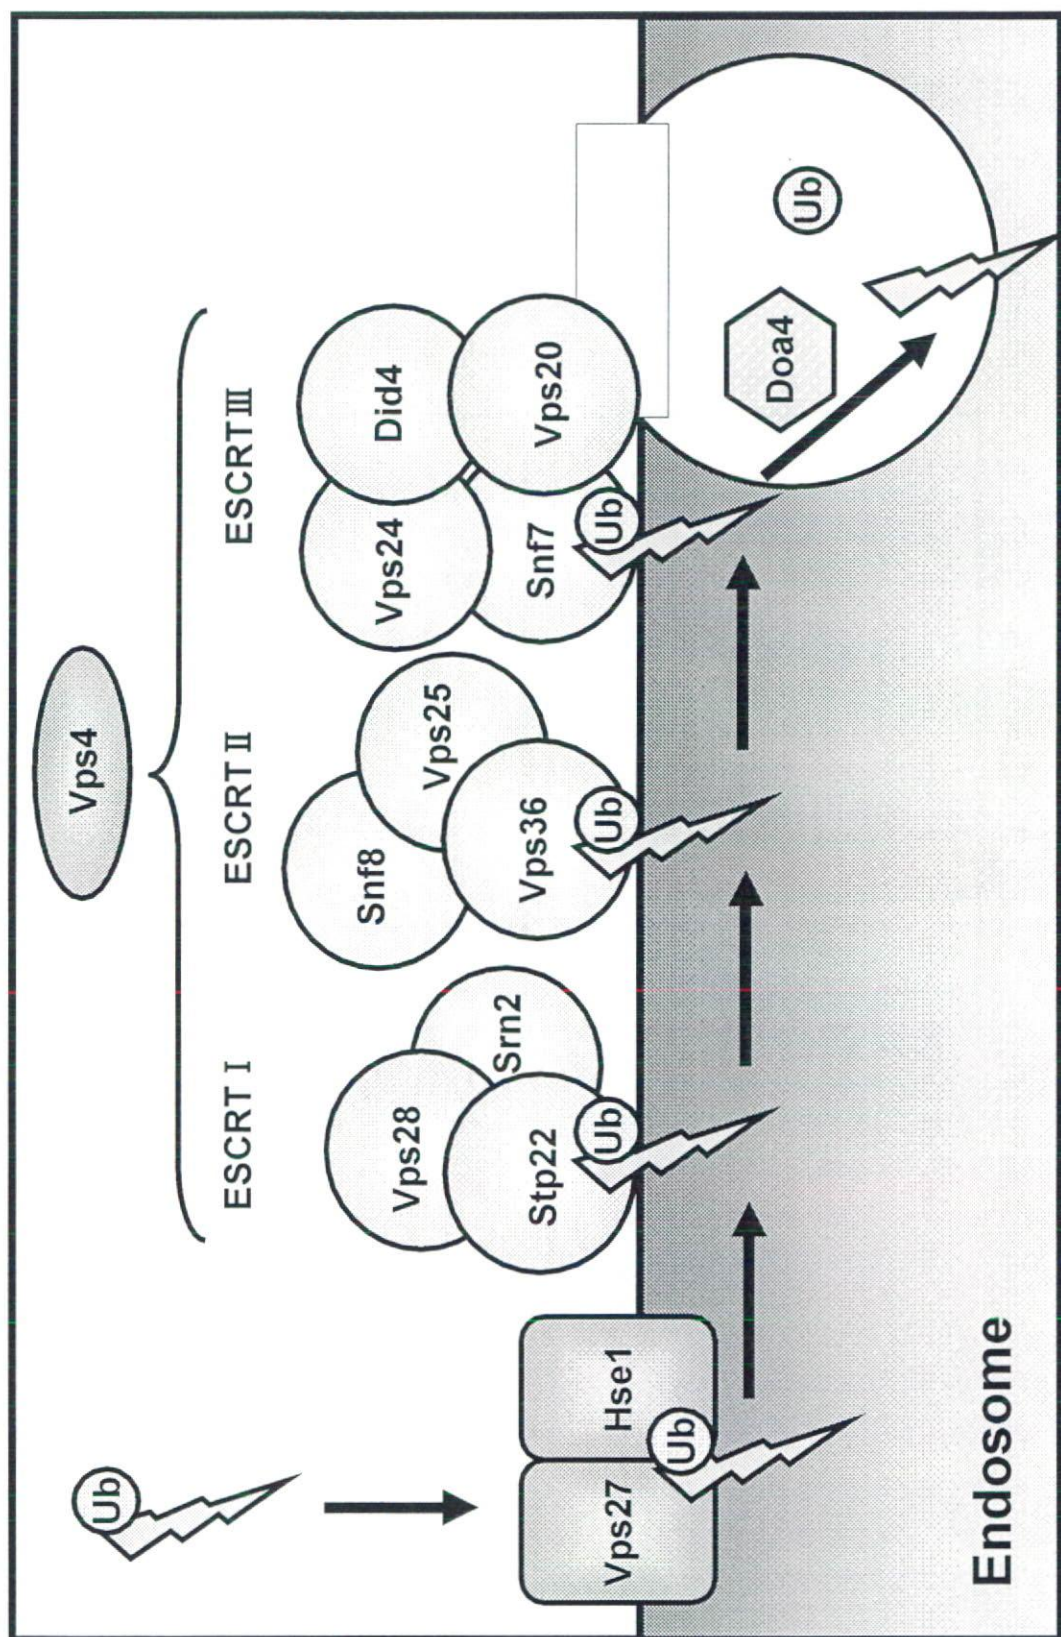 Vps4
ESCRT I
ESCRT II
ESCRT III
Ub
Vps28
Srn2
Stp22
Ub
Snf8
Vps25
Vps36
Ub
Vps24
Did4
Snf7
Vps20
Ub
Vps27
Hse1
Ub
Doa4
Ub
Endosome